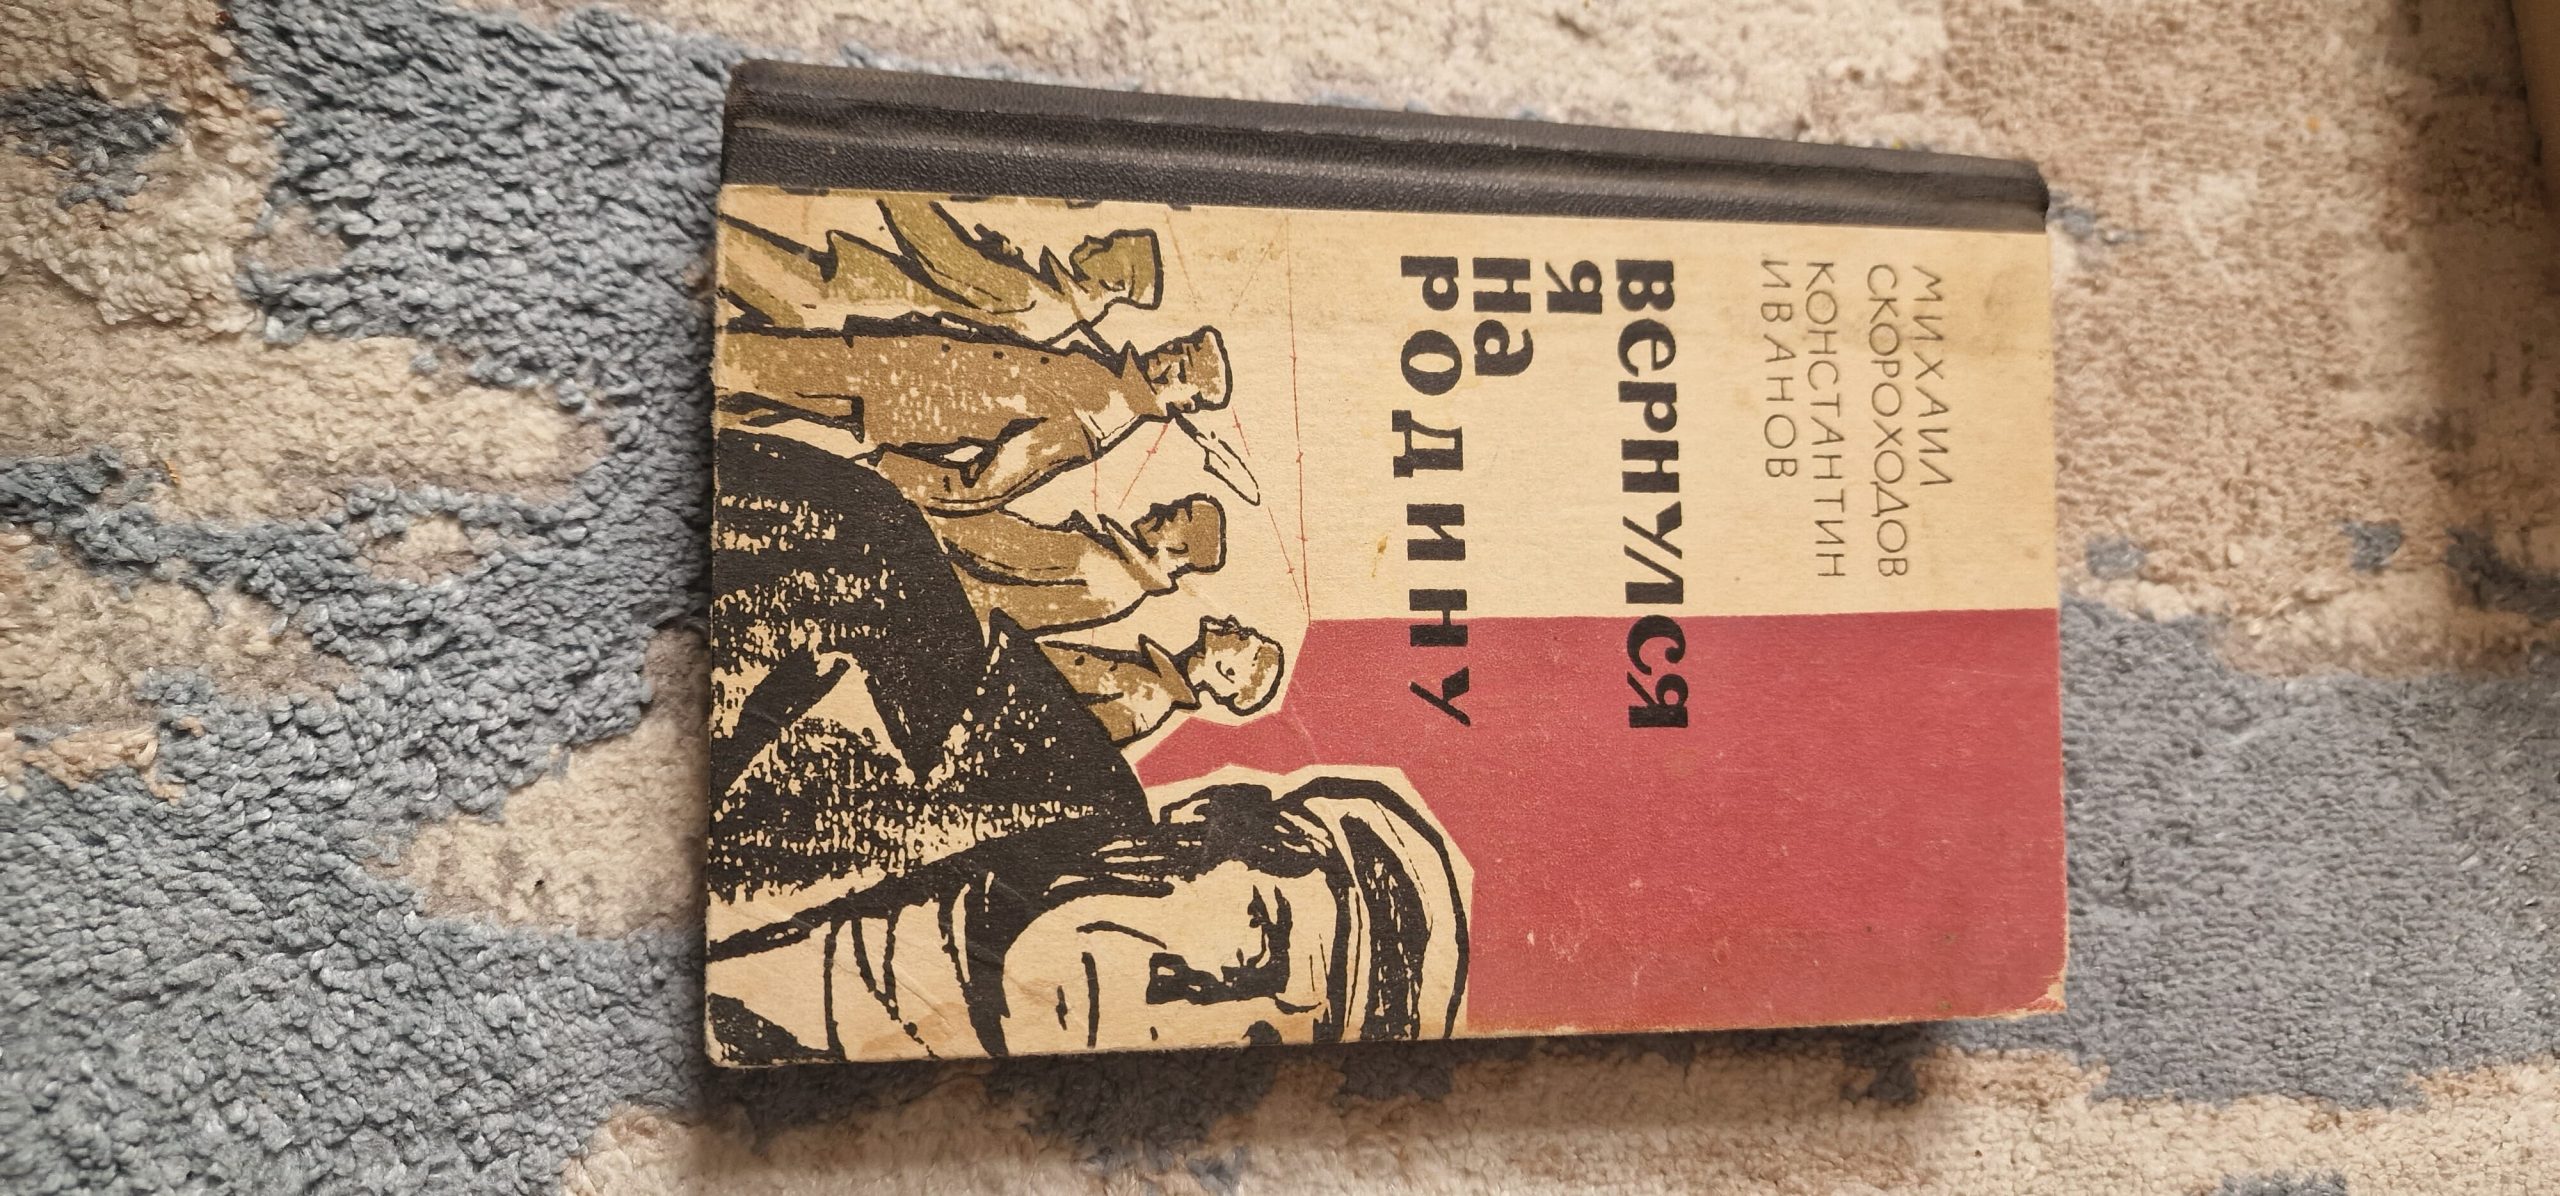 МИХАИЛ
СКОРОХОДОВ
КОНСТАНТИН
ИВАНОВ
вернулся
я
на
родину